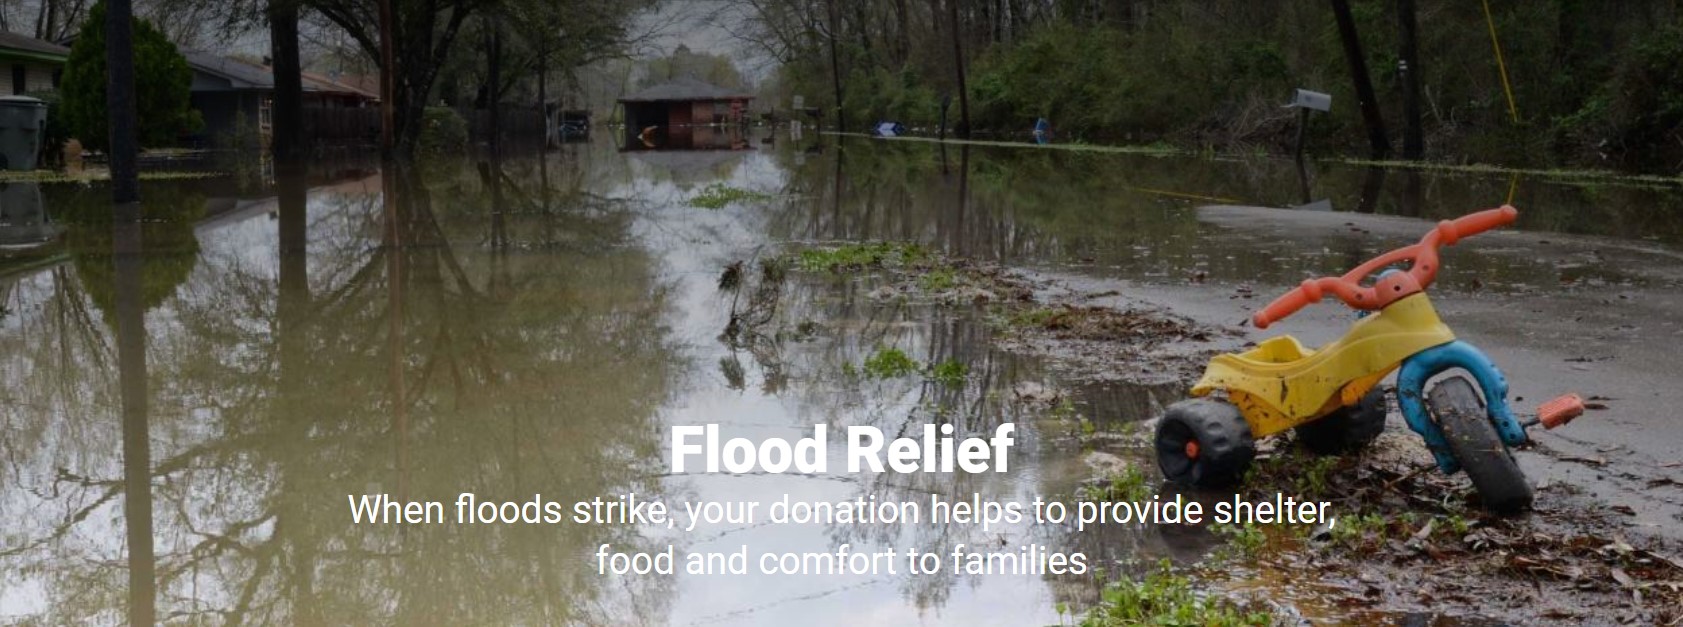 Flood Relief
When floods strike, your donation helps to provide shelter,
food and comfort to families